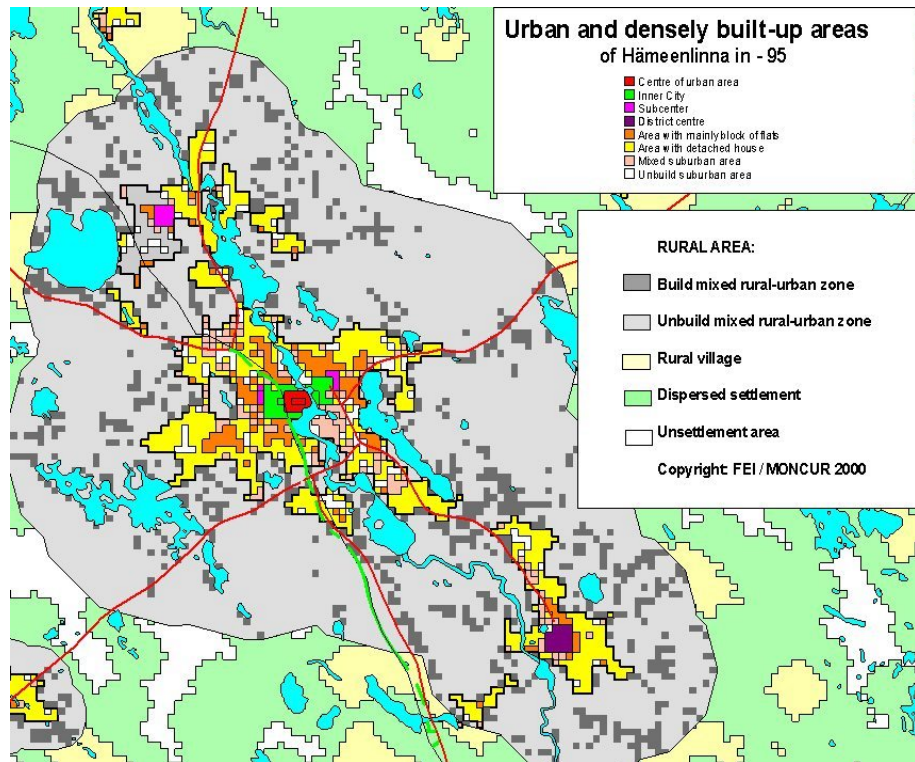 Urban and densely built-up areas
of Hämeenlinna in - 95
Centre of urban area
Inner City
Subcenter
District centre
Area with mainly block of flats
Area with detached house
Mixed suburban area
Unbuild suburban area
RURAL AREA:
Build mixed rural-urban zone
Unbuild mixed rural-urban zone
Rural village
Dispersed settlement
Unsettlement area
Copyright: FEI / MONCUR 2000